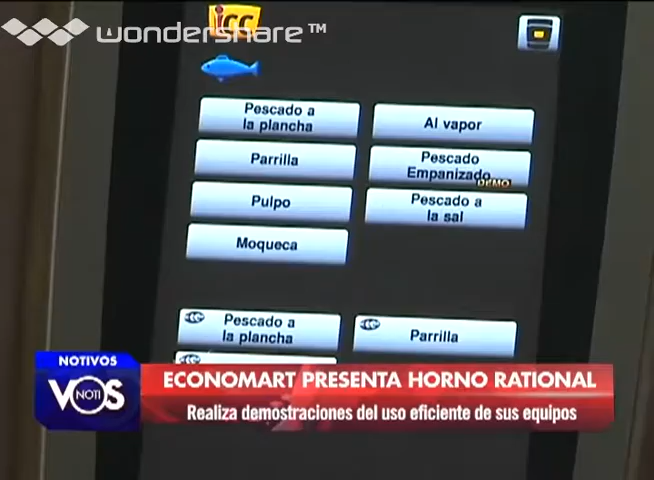 wondershare™
icc
Pescado a
la plancha
Al vapor
Parrilla
Pescado
Empanizado
DEMO
Pulpo
Pescado a
la sal
Moqueca
Pescado a
la plancha
Parrilla
NOTIVOS
VOS
NOTI
ECONOMART PRESENTA HORNO RATIONAL
Realiza demostraciones del uso eficiente de sus equipos